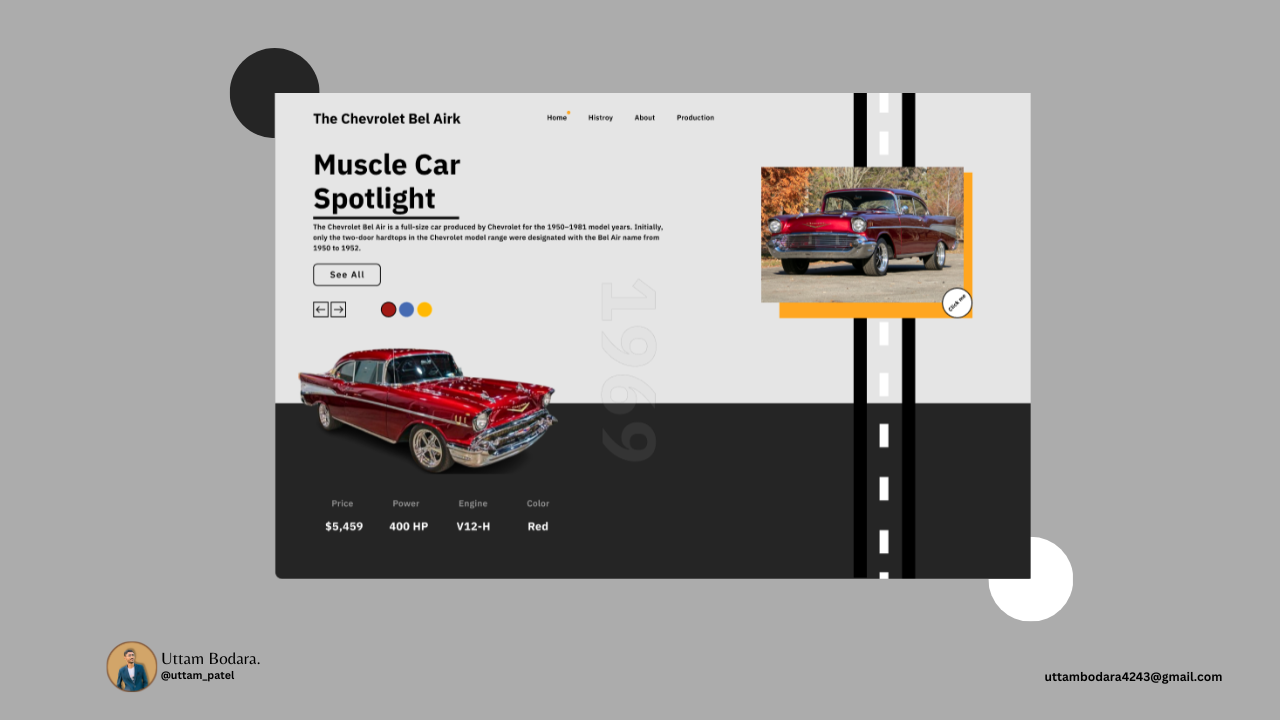 The Chevrolet Bel Airk
Home Histroy About Production
Muscle Car
Spotlight
The Chevrolet Bel Air is a full-size car produced by Chevrolet for the 1950–1981 model years. Initially,
only the two-door hardtops in the Chevrolet model range were designated with the Bel Air name from
1950 to 1952.
See All
Click me
1969
Price Power Engine Color
$5,459 400 HP V12-H Red
Uttam Bodara.
@uttam_patel
uttambodara4243@gmail.com